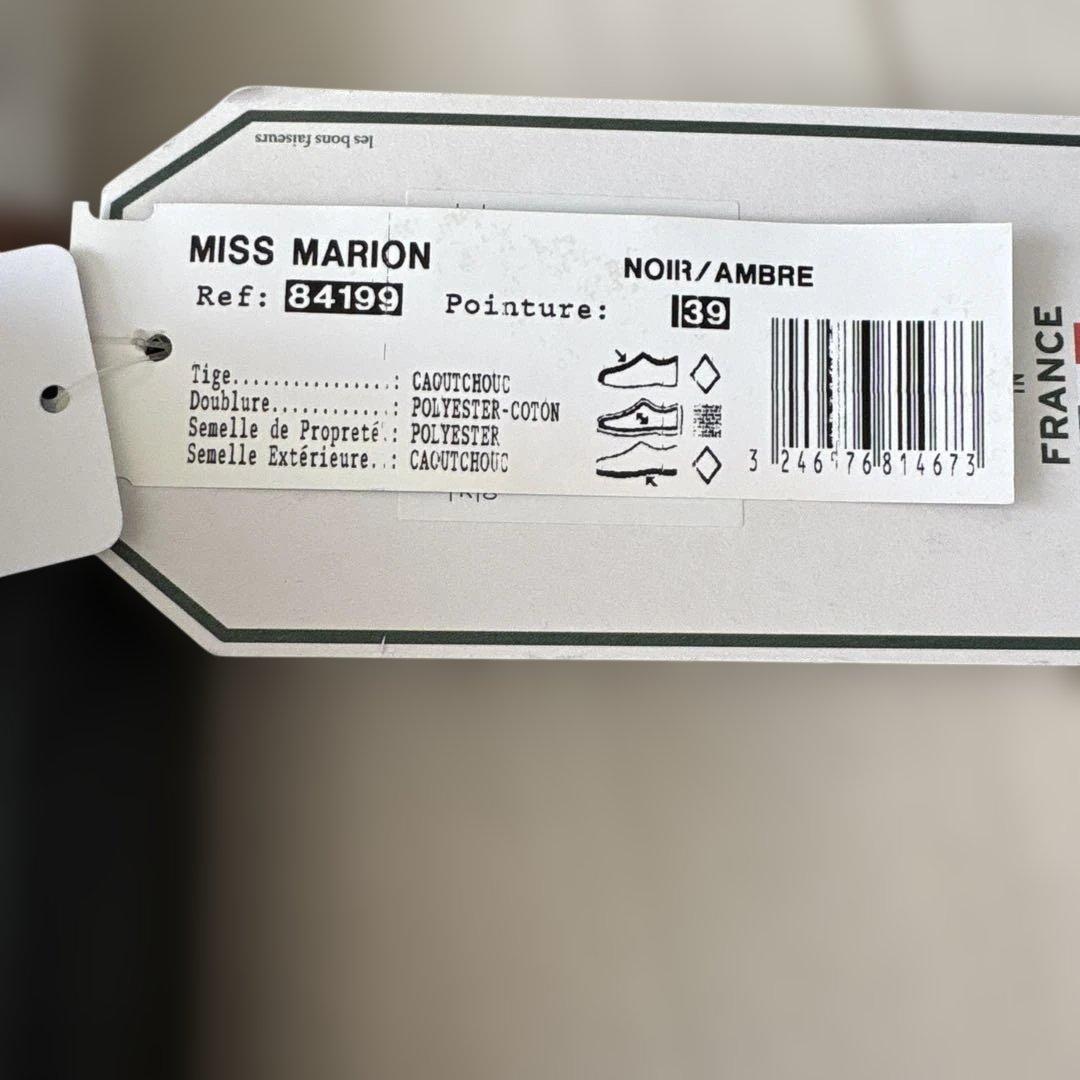 les bons faiseurs
MISS MARION
NOIR/AMBRE
Ref: 84199 Pointure: 39
Tige................: CAOUTCHOUC
Doublure............: POLYESTER-COTON
Semelle de Propreté.: POLYESTER
Semelle Extérieure..: CAOUTCHOUC
IN
FRANCE